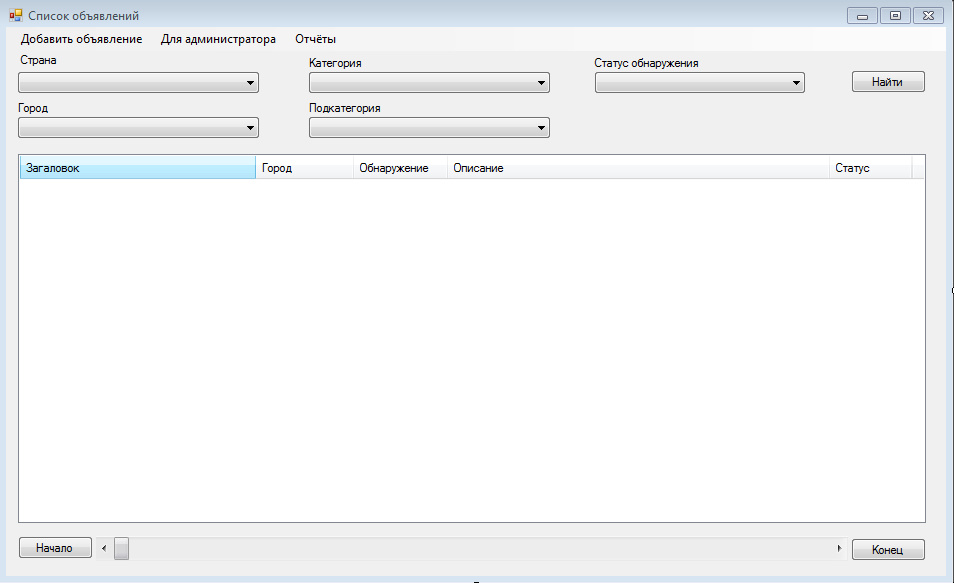 Список объявлений
Добавить объявление Для администратора Отчёты
Страна Категория Статус обнаружения
Найти
Город Подкатегория
Загаловок Город Обнаружение Описание Статус
Начало Конец